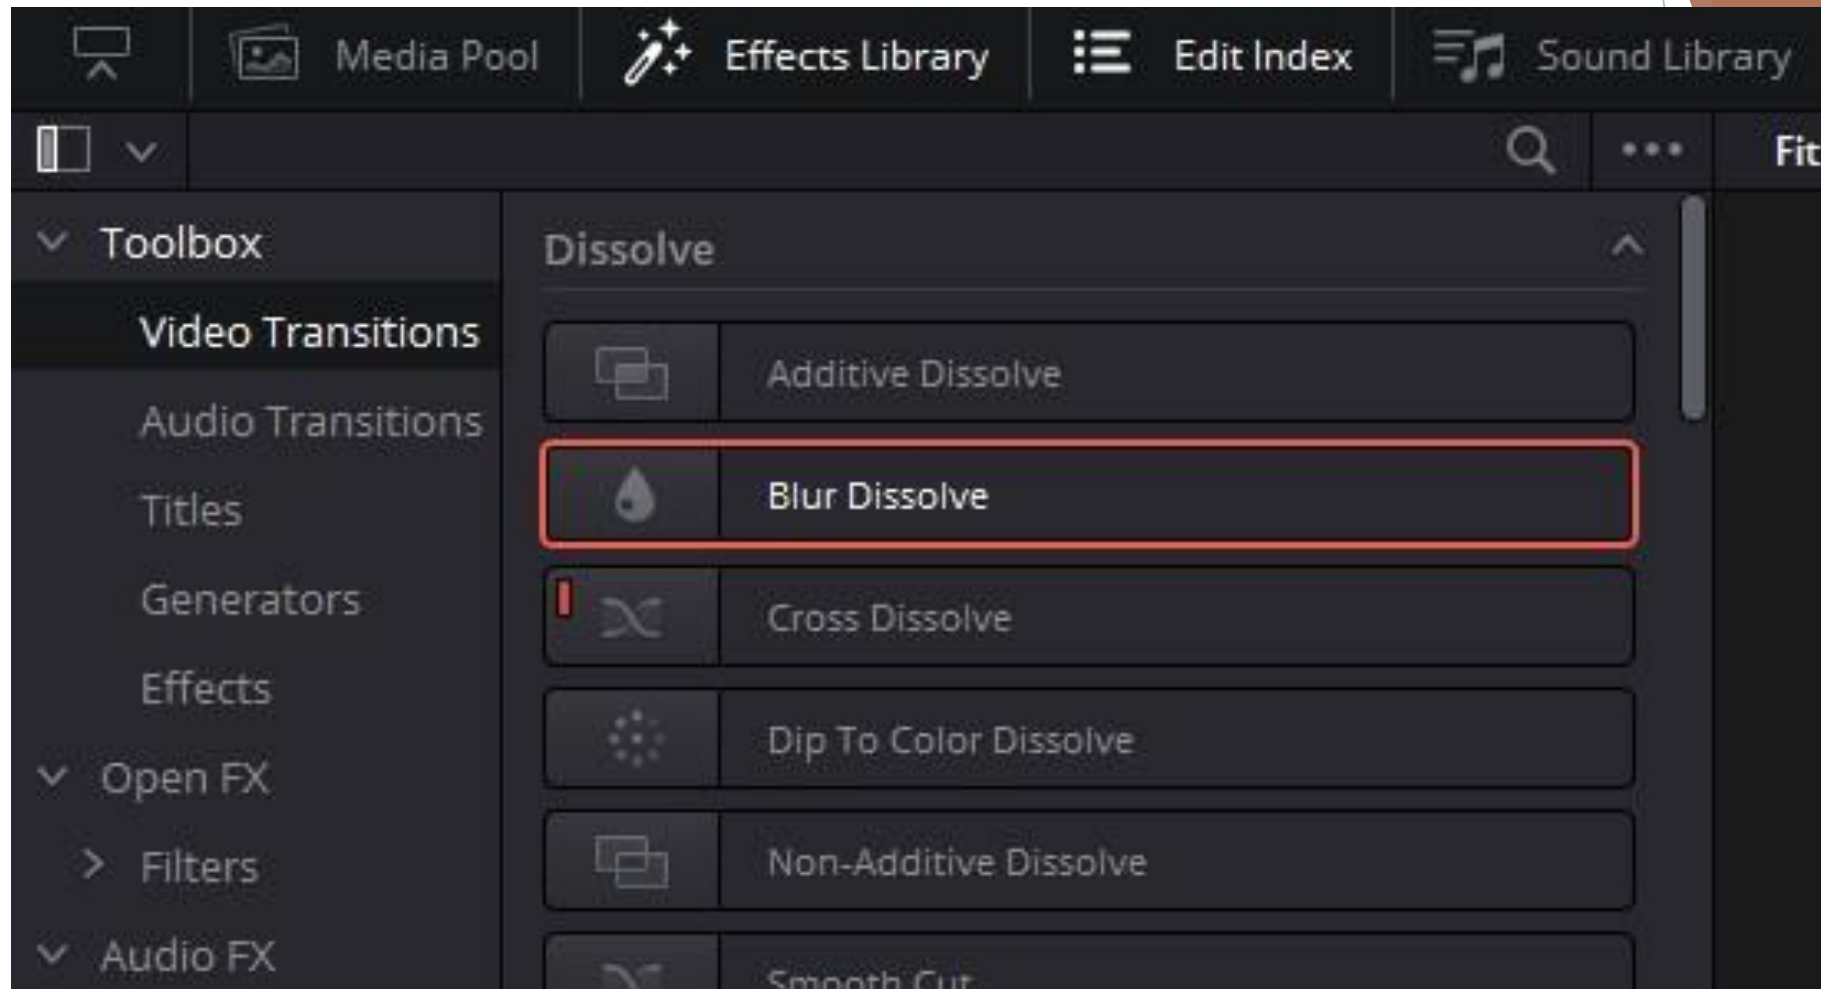 Media Pool
Effects Library
Edit Index
Sound Library
Fit
Toolbox
Video Transitions
Audio Transitions
Titles
Generators
Effects
Open FX
Filters
Audio FX
Dissolve
Additive Dissolve
Blur Dissolve
Cross Dissolve
Dip To Color Dissolve
Non-Additive Dissolve
Smooth Cut